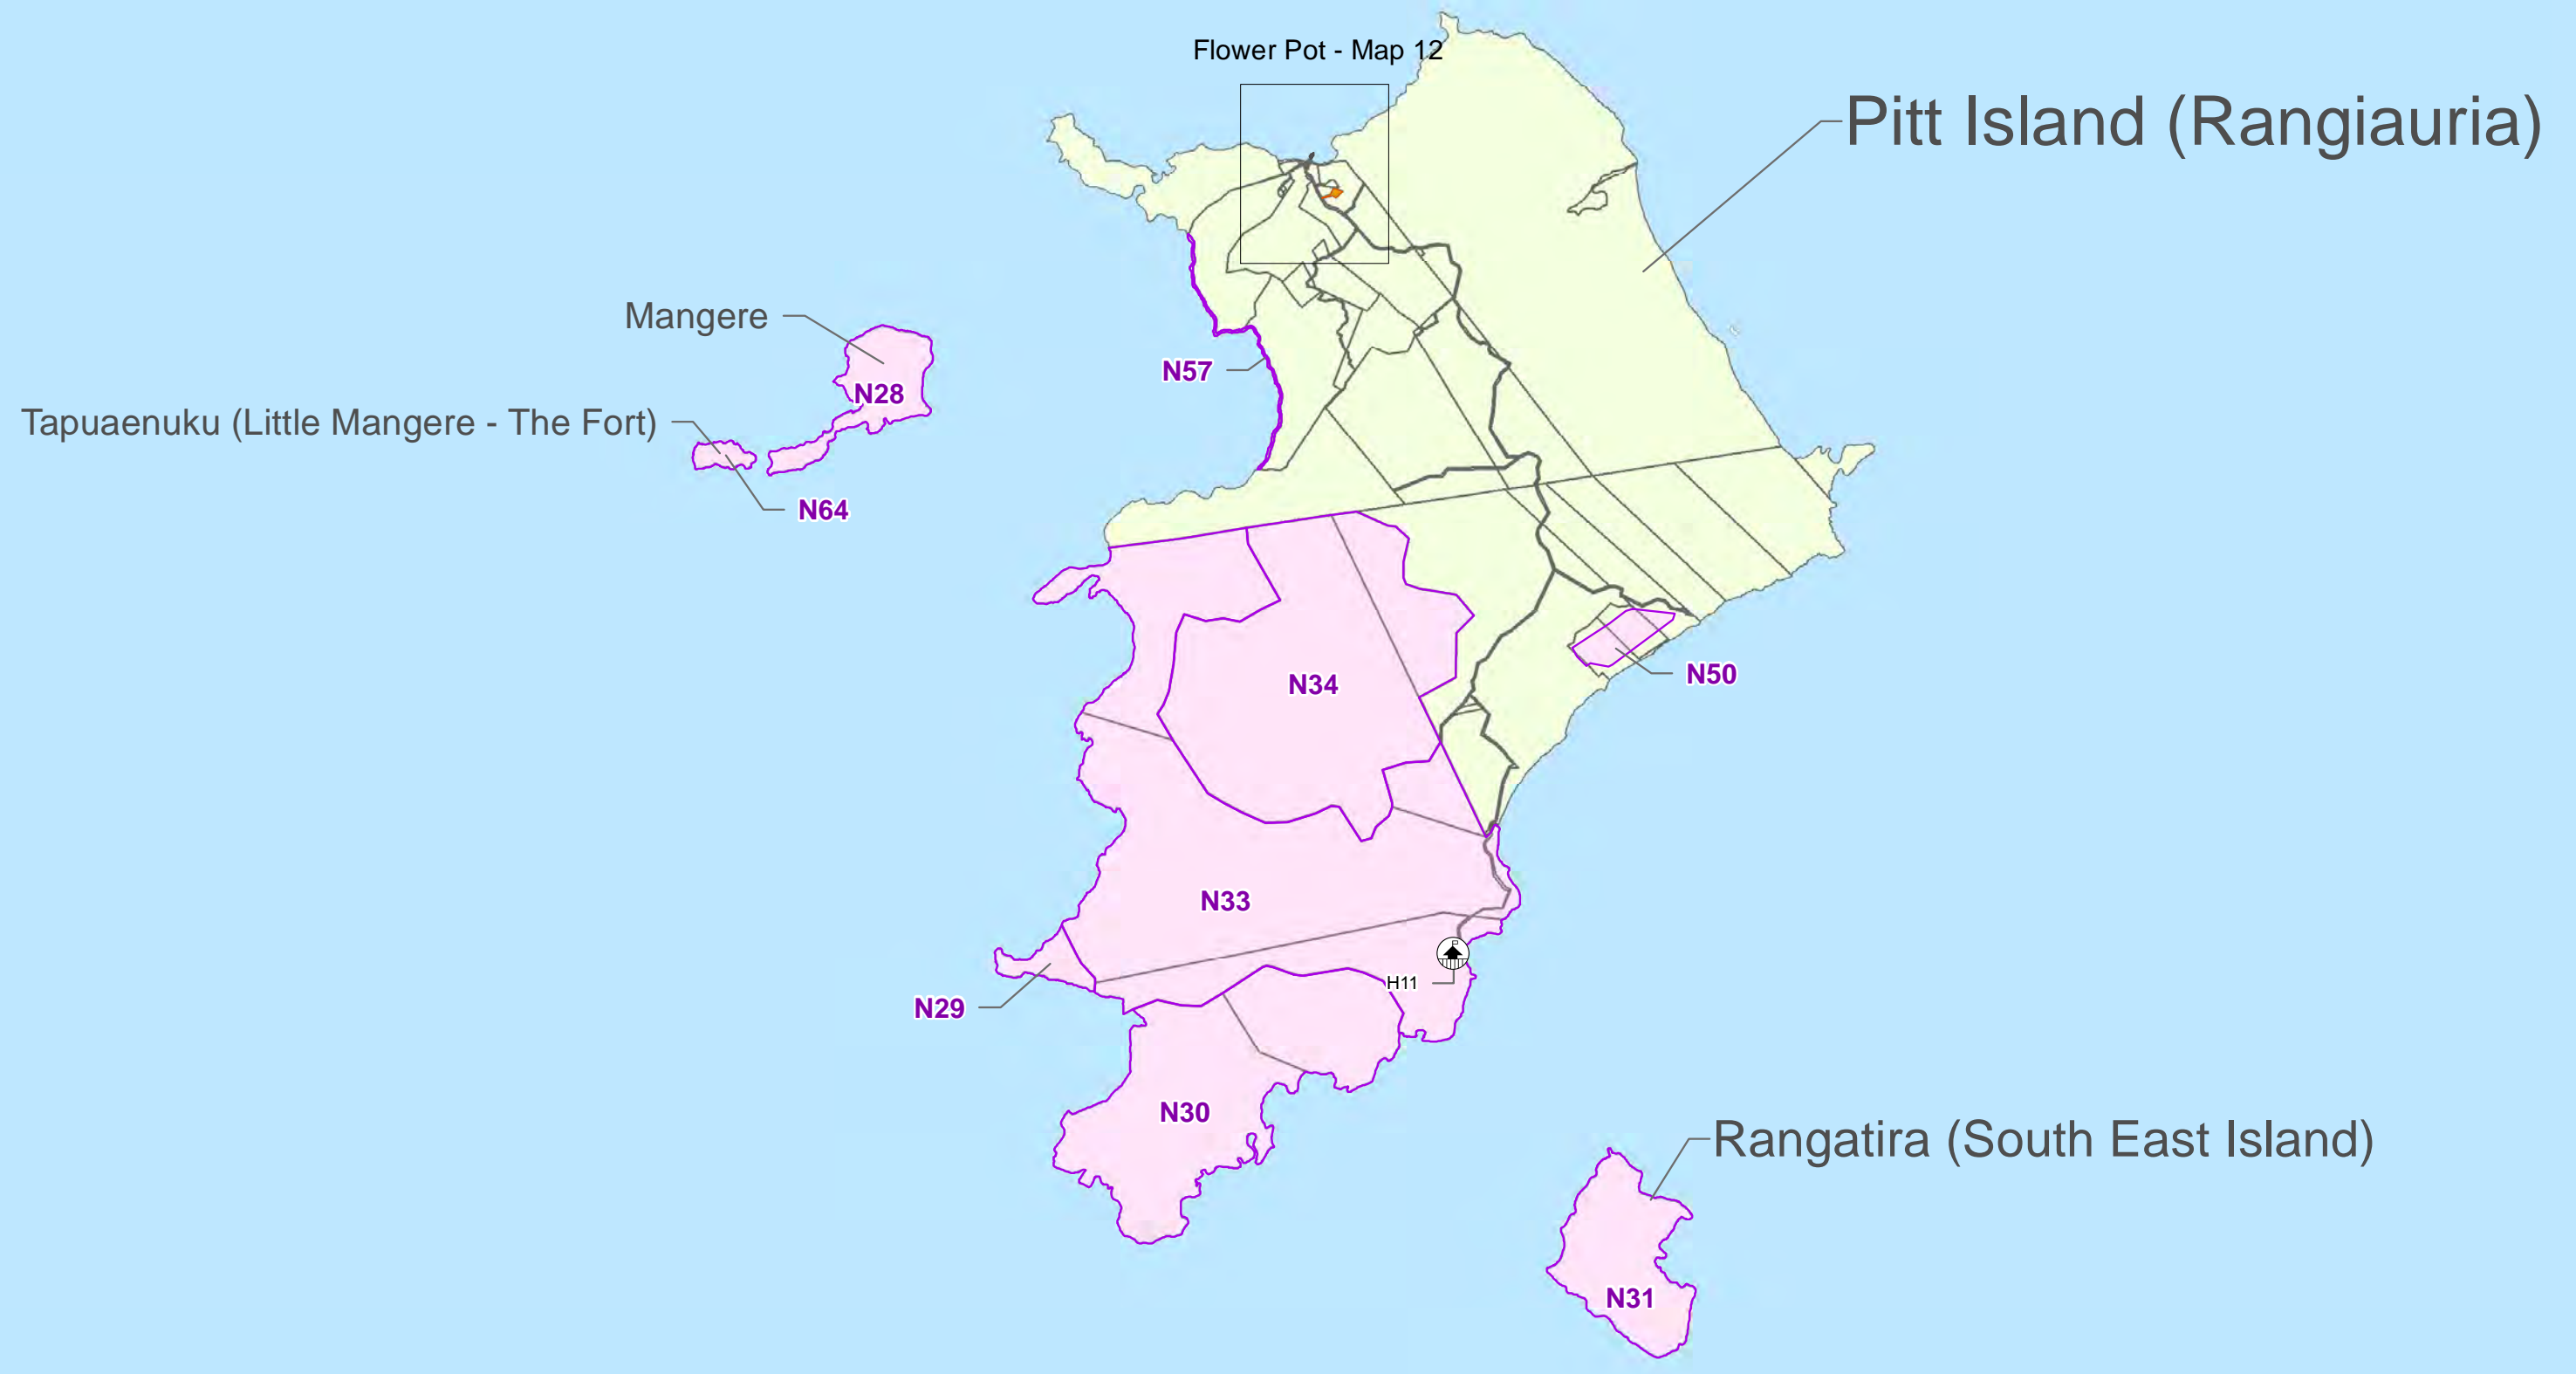 Flower Pot - Map 12
Pitt Island (Rangiauria)
Mangere
N57
N28
Tapuaenuku (Little Mangere - The Fort)
N64
N50
N34
N33
H11
N29
N30
Rangatira (South East Island)
N31